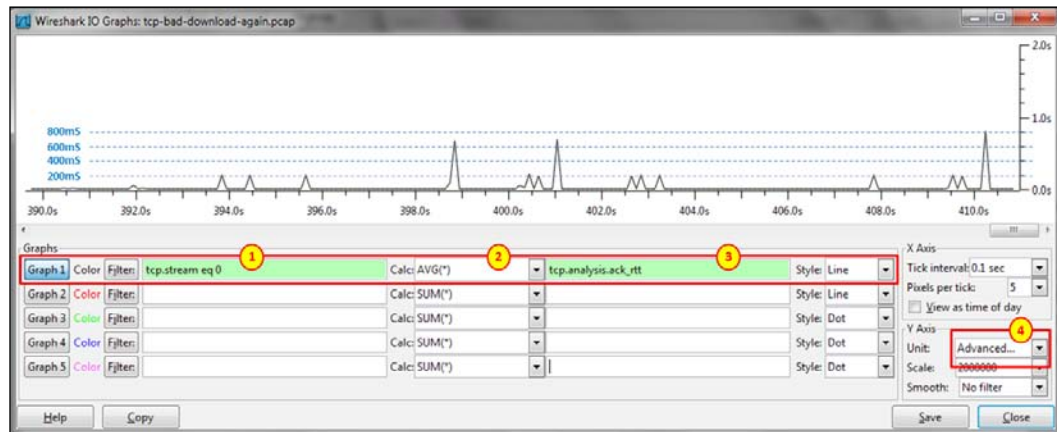 Wireshark IO Graphs: tcp-bad-download-again.pcap
2.0s
1.0s
0.0s
800mS
600mS
400mS
200mS
390.0s 392.0s 394.0s 396.0s 398.0s 400.0s 402.0s 404.0s 406.0s 408.0s 410.0s
Graphs
1 2 3
Graph 1 Color Filter: tcp.stream eq 0 Calc: AVG(*) tcp.analysis.ack_rtt Style: Line
Graph 2 Color Filter: Calc: SUM(*) Style: Line
Graph 3 Color Filter: Calc: SUM(*) Style: Dot
Graph 4 Color Filter: Calc: SUM(*) Style: Dot
Graph 5 Color Filter: Calc: SUM(*) Style: Dot
X Axis
Tick interval: 0.1 sec
Pixels per tick: 5
View as time of day
Y Axis
4
Unit: Advanced...
Scale: 2000000
Smooth: No filter
Help Copy Save Close